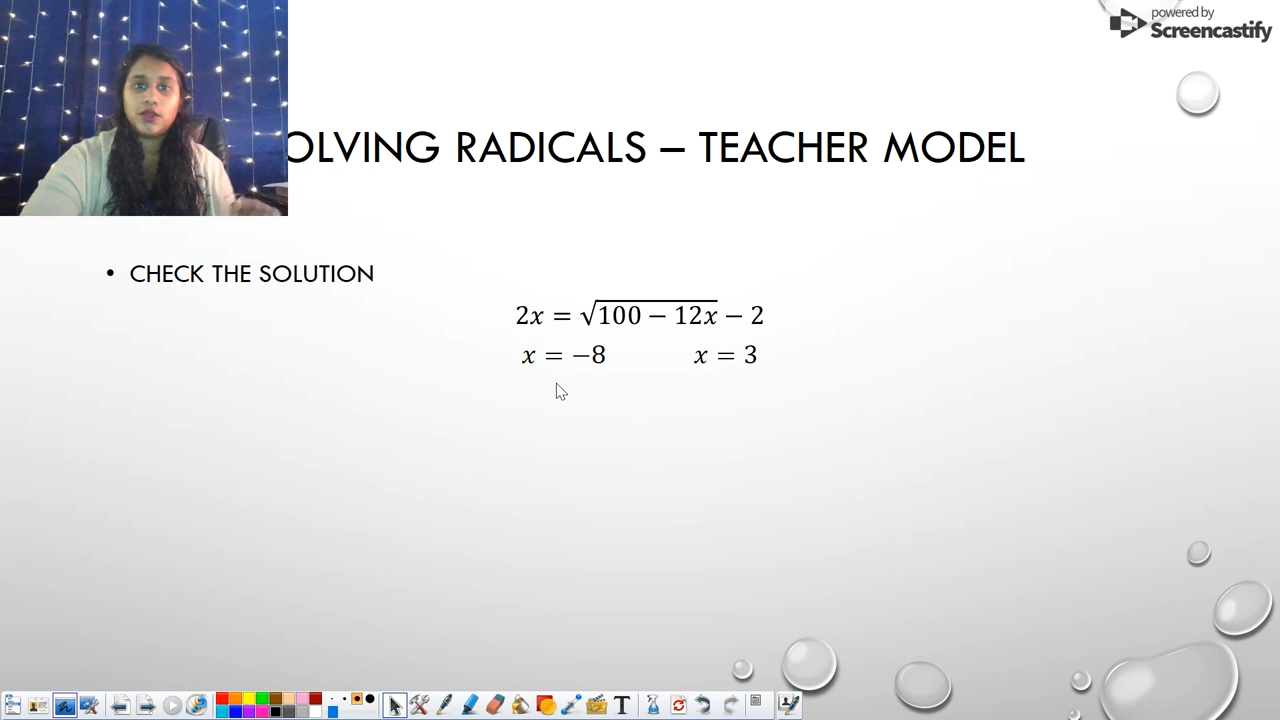 powered by
Screencastify
OLVING RADICALS – TEACHER MODEL
• CHECK THE SOLUTION
2x = √100 − 12x − 2
x = −8 x = 3
T